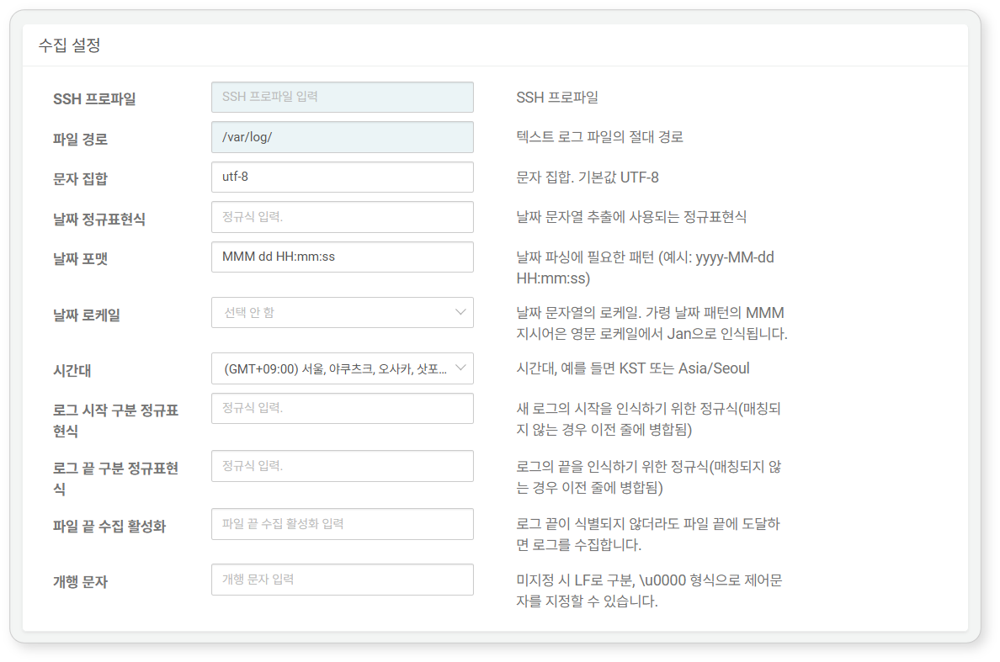 수집 설정
SSH 프로파일
SSH 프로파일 입력
SSH 프로파일
파일 경로
/var/log/
텍스트 로그 파일의 절대 경로
문자 집합
utf-8
문자 집합. 기본값 UTF-8
날짜 정규표현식
정규식 입력.
날짜 문자열 추출에 사용되는 정규표현식
날짜 포맷
MMM dd HH:mm:ss
날짜 파싱에 필요한 패턴 (예시: yyyy-MM-dd
HH:mm:ss)
날짜 로케일
선택 안 함
날짜 문자열의 로케일. 가령 날짜 패턴의 MMM
지시어은 영문 로케일에서 Jan으로 인식됩니다.
시간대
(GMT+09:00) 서울, 야쿠츠크, 오사카, 삿포...
시간대, 예를 들면 KST 또는 Asia/Seoul
로그 시작 구분 정규표
현식
정규식 입력.
새 로그의 시작을 인식하기 위한 정규식(매칭되
지 않는 경우 이전 줄에 병합됨)
로그 끝 구분 정규표현
식
정규식 입력.
로그의 끝을 인식하기 위한 정규식(매칭되지 않
는 경우 이전 줄에 병합됨)
파일 끝 수집 활성화
파일 끝 수집 활성화 입력
로그 끝이 식별되지 않더라도 파일 끝에 도달하
면 로그를 수집합니다.
개행 문자
개행 문자 입력
미지정 시 LF로 구분, \u0000 형식으로 제어문
자를 지정할 수 있습니다.